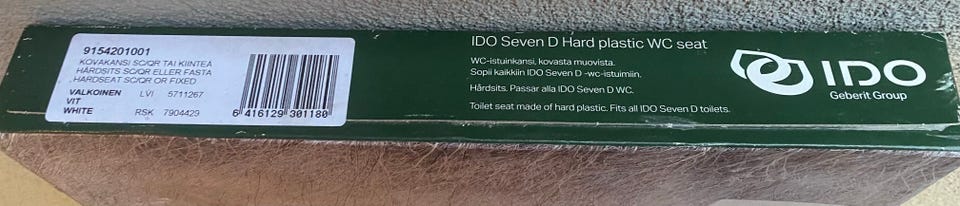 9154201001
KOVAKANSI SC/QR TAI KIINTEÄ
HÅRDSITS SC/QR ELLER FASTA
HARDSEAT SC/QR OR FIXED
VALKOINEN LVI 5711267
VIT
WHITE RSK 7904429
6 416129 301180
IDO Seven D Hard plastic WC seat
WC-istuinkansi, kovasta muovista.
Sopii kaikkiin IDO Seven D -wc-istuimiin.
Hårdsits. Passar alla IDO Seven D WC.
Toilet seat made of hard plastic. Fits all IDO Seven D toilets.
IDO
Geberit Group